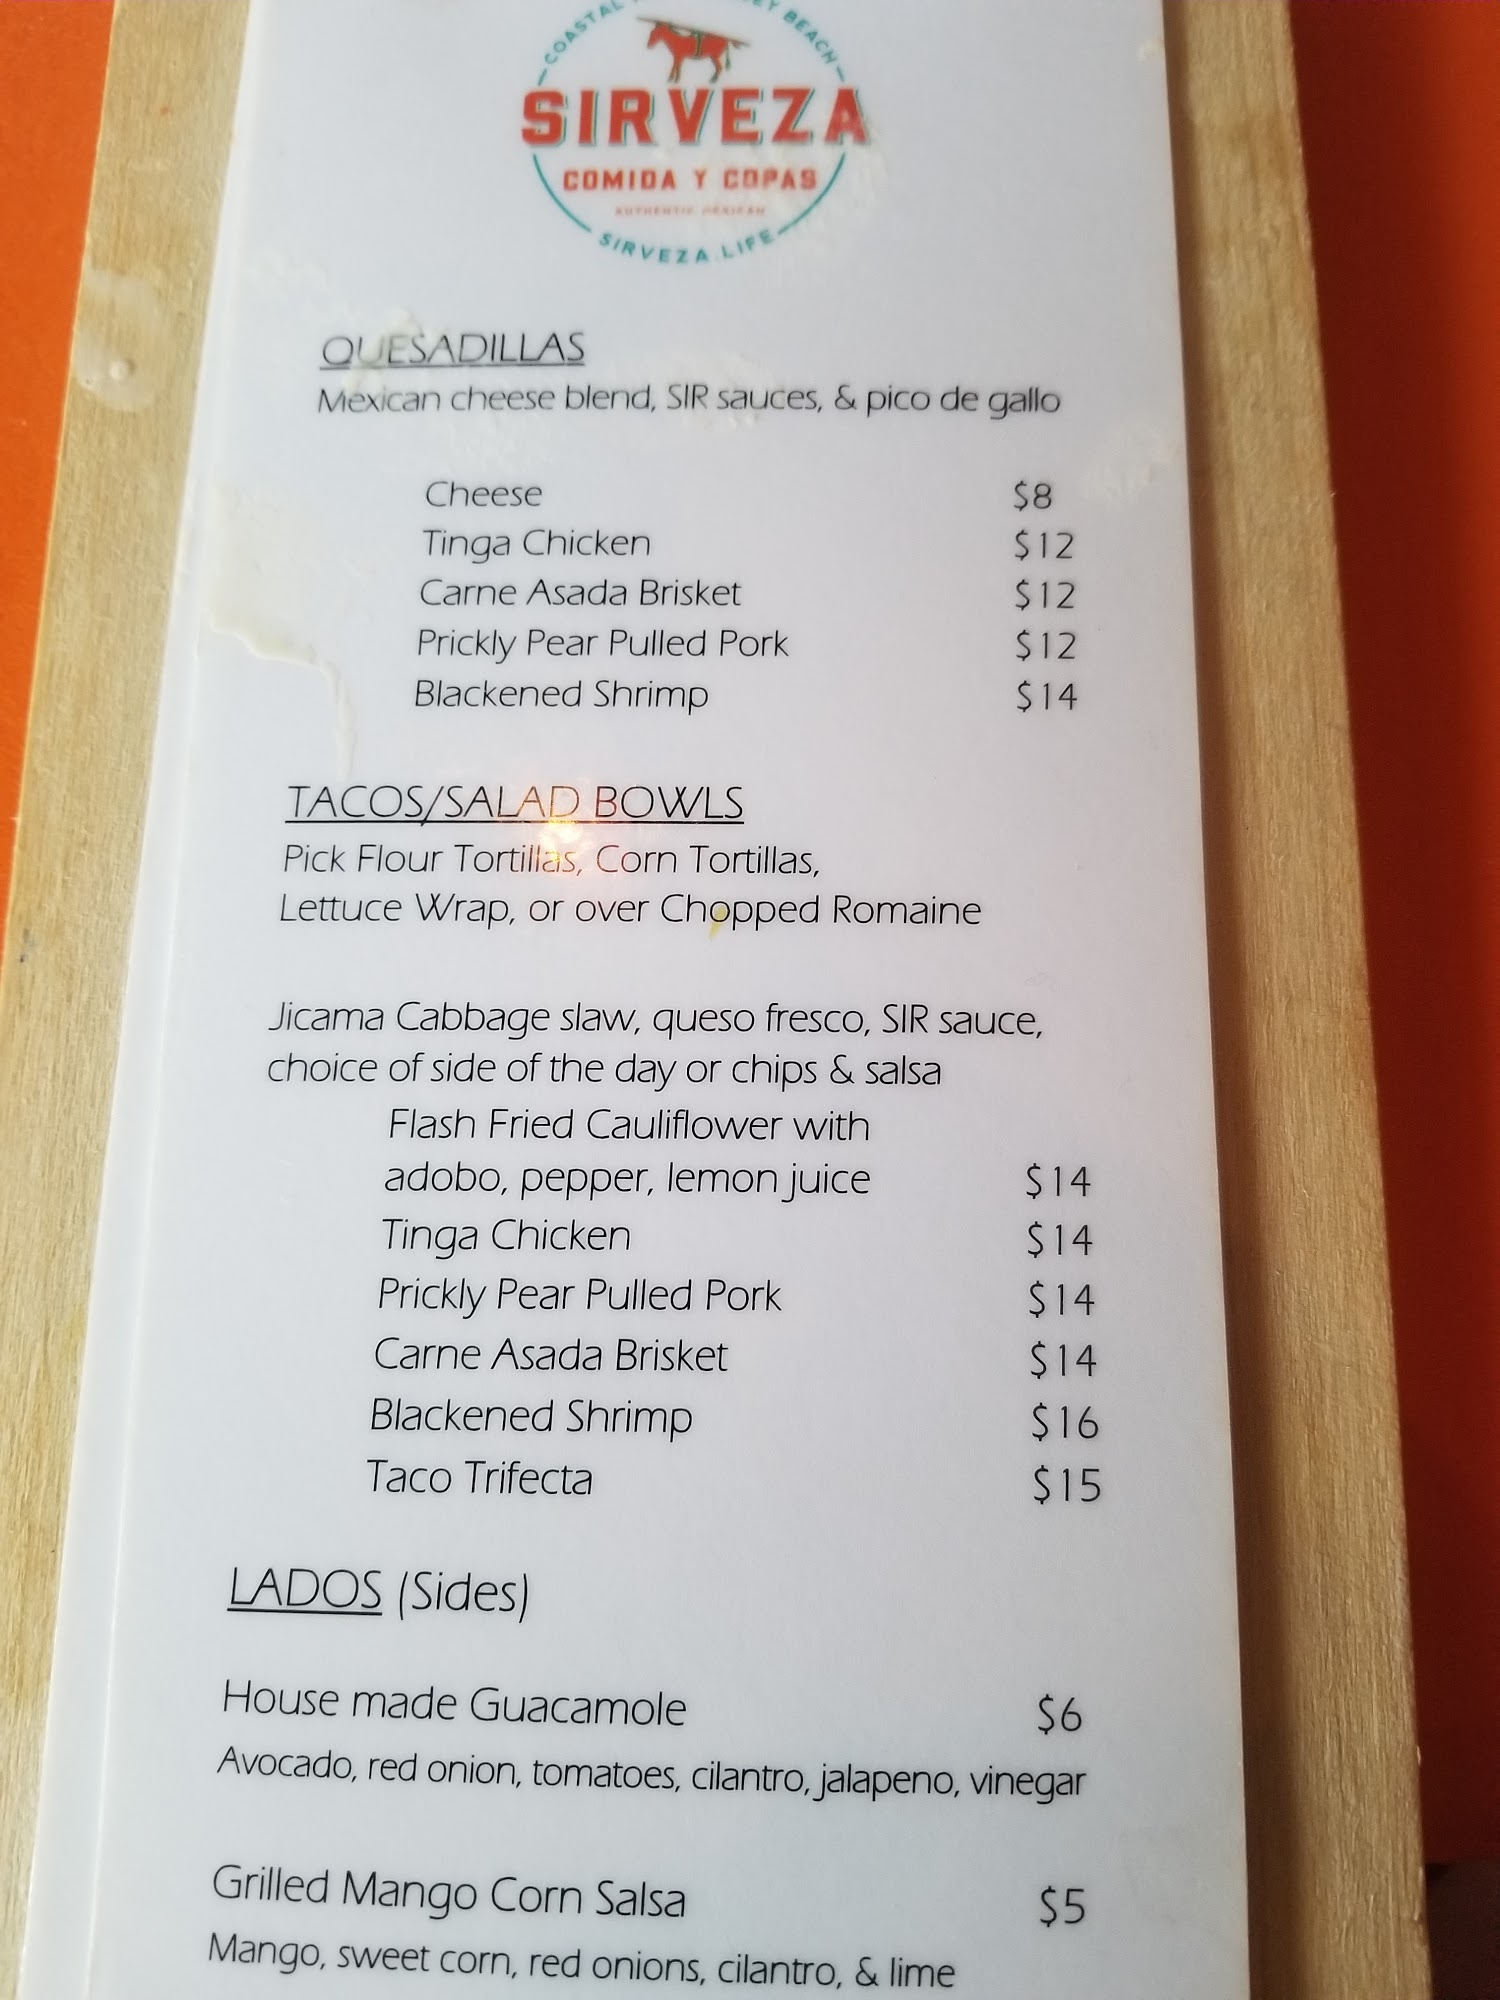 COASTAL EY BEACH
SIRVEZA
COMIDA Y COPAS
AUTHENTIC MEXICAN
SIRVEZA.LIFE
QUESADILLAS
Mexican cheese blend, SIR sauces, & pico de gallo
Cheese $8
Tinga Chicken $12
Carne Asada Brisket $12
Prickly Pear Pulled Pork $12
Blackened Shrimp $14
TACOS/SALAD BOWLS
Pick Flour Tortillas, Corn Tortillas,
Lettuce Wrap, or over Chopped Romaine
Jicama Cabbage slaw, queso fresco, SIR sauce,
choice of side of the day or chips & salsa
Flash Fried Cauliflower with
adobo, pepper, lemon juice $14
Tinga Chicken $14
Prickly Pear Pulled Pork $14
Carne Asada Brisket $14
Blackened Shrimp $16
Taco Trifecta $15
LADOS (Sides)
House made Guacamole $6
Avocado, red onion, tomatoes, cilantro, jalapeno, vinegar
Grilled Mango Corn Salsa $5
Mango, sweet corn, red onions, cilantro, & lime